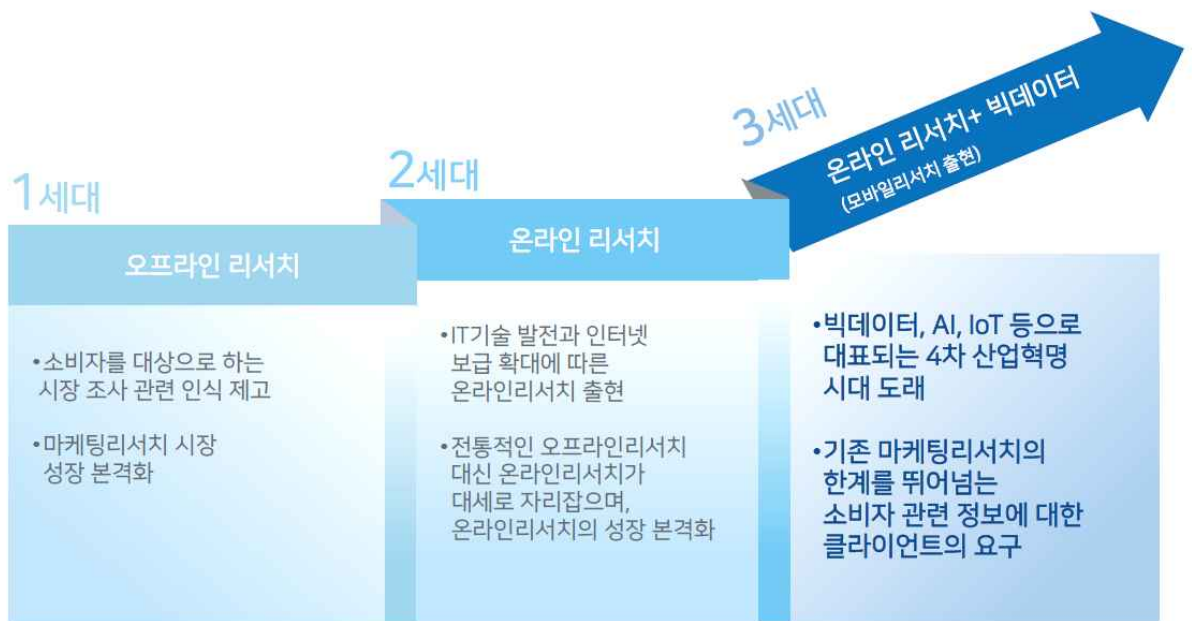 1세대
오프라인 리서치
•소비자를 대상으로 하는
시장 조사 관련 인식 제고
•마케팅리서치 시장
성장 본격화
2세대
온라인 리서치
•IT기술 발전과 인터넷
보급 확대에 따른
온라인리서치 출현
•전통적인 오프라인리서치
대신 온라인리서치가
대세로 자리잡으며,
온라인리서치의 성장 본격화
3세대
온라인 리서치+ 빅데이터
(모바일리서치 출현)
•빅데이터, AI, IoT 등으로
대표되는 4차 산업혁명
시대 도래
•기존 마케팅리서치의
한계를 뛰어넘는
소비자 관련 정보에 대한
클라이언트의 요구